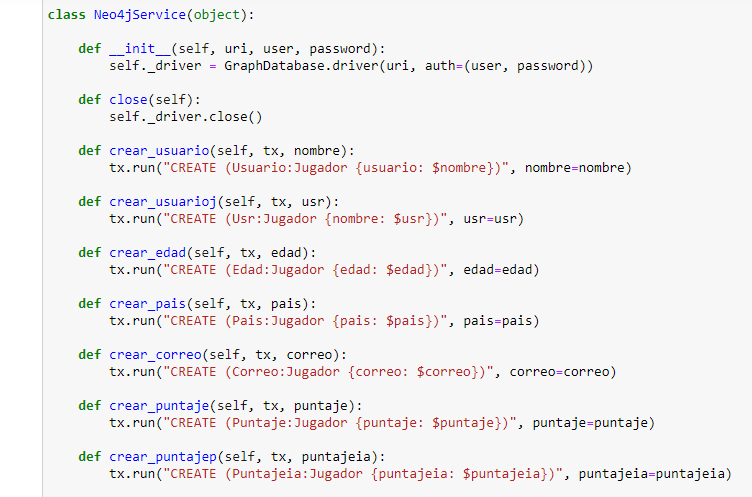 class Neo4jService(object):
def __init__(self, uri, user, password):
self._driver = GraphDatabase.driver(uri, auth=(user, password))
def close(self):
self._driver.close()
def crear_usuario(self, tx, nombre):
tx.run("CREATE (Usuario:Jugador {usuario: $nombre})", nombre=nombre)
def crear_usuarioj(self, tx, usr):
tx.run("CREATE (Usr:Jugador {nombre: $usr})", usr=usr)
def crear_edad(self, tx, edad):
tx.run("CREATE (Edad:Jugador {edad: $edad})", edad=edad)
def crear_pais(self, tx, pais):
tx.run("CREATE (Pais:Jugador {pais: $pais})", pais=pais)
def crear_correo(self, tx, correo):
tx.run("CREATE (Correo:Jugador {correo: $correo})", correo=correo)
def crear_puntaje(self, tx, puntaje):
tx.run("CREATE (Puntaje:Jugador {puntaje: $puntaje})", puntaje=puntaje)
def crear_puntajep(self, tx, puntajeia):
tx.run("CREATE (Puntajeia:Jugador {puntajeia: $puntajeia})", puntajeia=puntajeia)